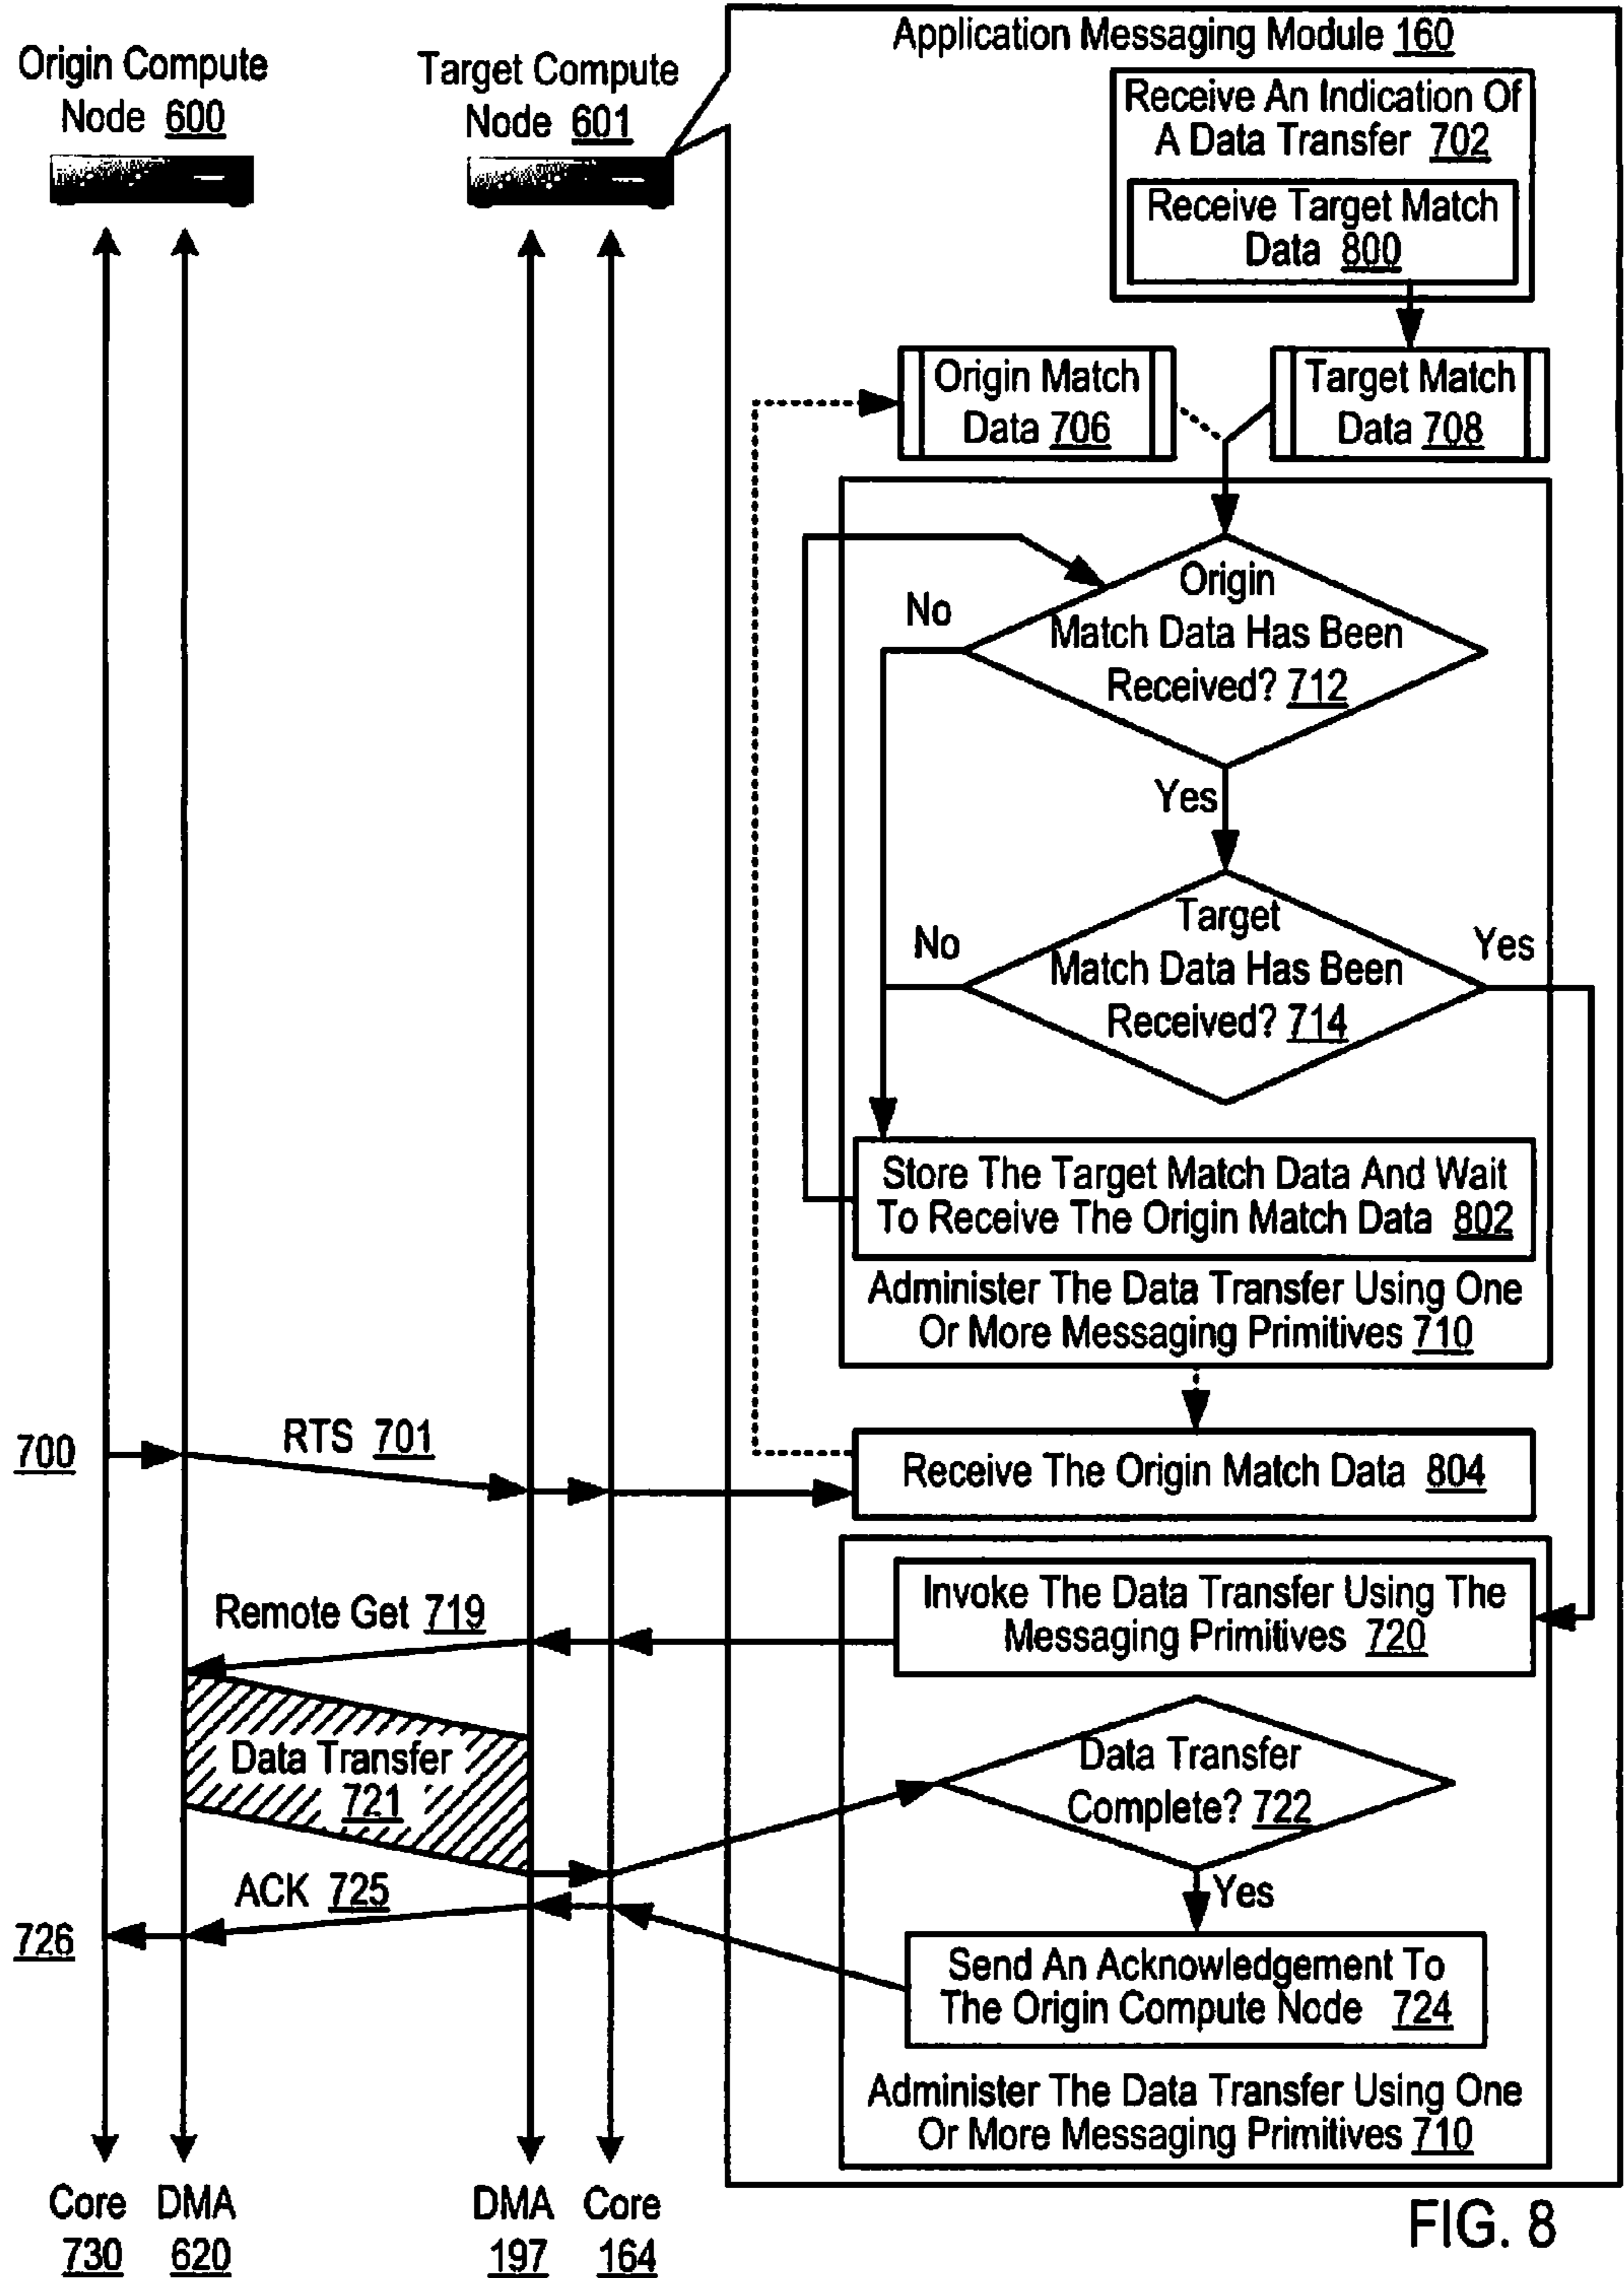 Application Messaging Module 160
Origin Compute
Node 600
Target Compute
Node 601
Receive An Indication Of
A Data Transfer 702
Receive Target Match
Data 800
Origin Match
Data 706
Target Match
Data 708
Origin
Match Data Has Been
Received? 712
No
Yes
Target
Match Data Has Been
Received? 714
No
Yes
Store The Target Match Data And Wait
To Receive The Origin Match Data 802
Administer The Data Transfer Using One
Or More Messaging Primitives 710
700
RTS 701
Receive The Origin Match Data 804
Remote Get 719
Invoke The Data Transfer Using The
Messaging Primitives 720
Data Transfer
721
Data Transfer
Complete? 722
Yes
ACK 725
726
Send An Acknowledgement To
The Origin Compute Node 724
Administer The Data Transfer Using One
Or More Messaging Primitives 710
Core
730
DMA
620
DMA
197
Core
164
FIG. 8